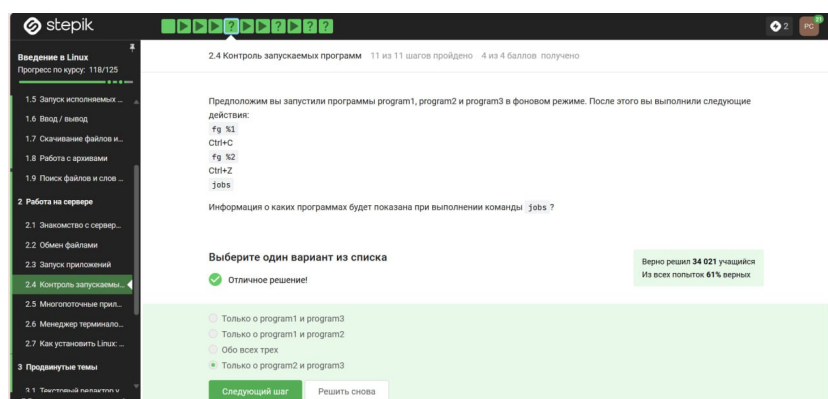 stepik
2
PG
21
Введение в Linux
Прогресс по курсу: 118/125
1.5 Запуск исполняемых ...
1.6 Ввод / вывод
1.7 Скачивание файлов и...
1.8 Работа с архивами
1.9 Поиск файлов и слов ...
2 Работа на сервере
2.1 Знакомство с сервер...
2.2 Обмен файлами
2.3 Запуск приложений
2.4 Контроль запускаемы...
2.5 Многопоточные прил...
2.6 Менеджер терминало...
2.7 Как установить Linux: ...
3 Продвинутые темы
3.1 Текстовый редактор v
2.4 Контроль запускаемых программ 11 из 11 шагов пройдено 4 из 4 баллов получено
Предположим вы запустили программы program1, program2 и program3 в фоновом режиме. После этого вы выполнили следующие
действия:
fg %1
Ctrl+C
fg %2
Ctrl+Z
jobs
Информация о каких программах будет показана при выполнении команды jobs ?
Выберите один вариант из списка
Отличное решение!
Верно решил 34 021 учащийся
Из всех попыток 61% верных
Только о program1 и program3
Только о program1 и program2
Обо всех трех
Только о program2 и program3
Следующий шаг Решить снова